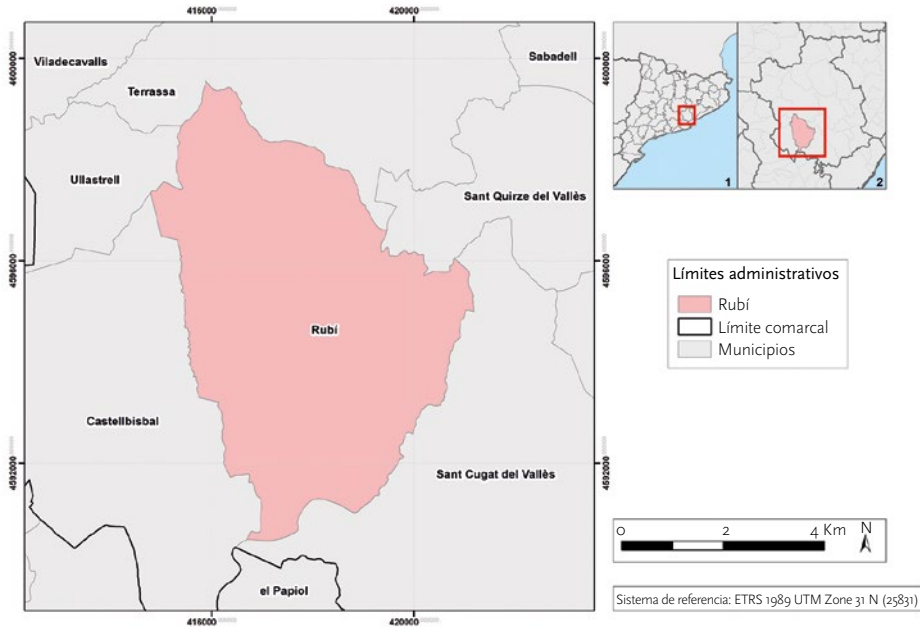 416000
420000
4600000
4600000
Viladecavalls
Sabadell
Terrassa
Ullastrell
Sant Quirze del Vallès
1
2
4596000
4596000
Límites administrativos
Rubí
Límite comarcal
Municipios
Rubí
Castellbisbal
Sant Cugat del Vallès
4592000
4592000
0 2 4 Km N
el Papiol
Sistema de referencia: ETRS 1989 UTM Zone 31 N (25831)
416000
420000